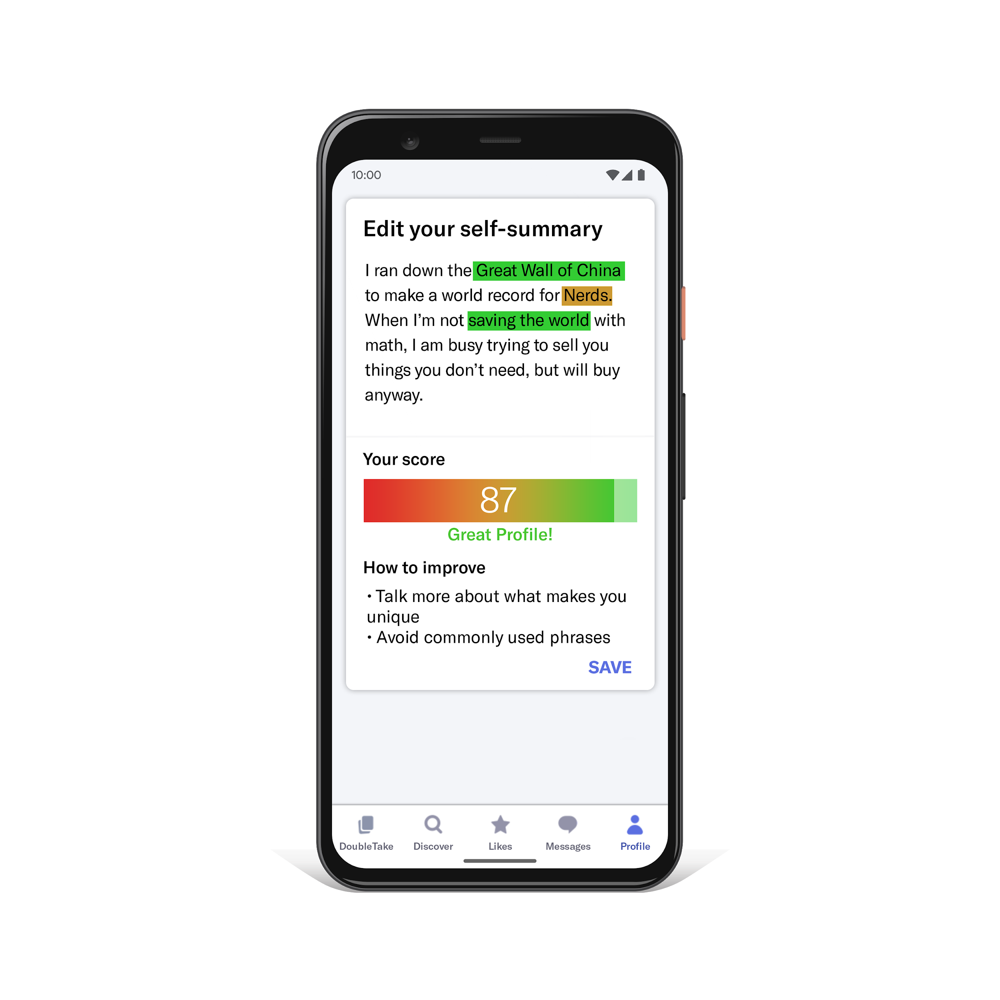 10:00
Edit your self-summary
I ran down the Great Wall of China
to make a world record for Nerds.
When I’m not saving the world with
math, I am busy trying to sell you
things you don’t need, but will buy
anyway.
Your score
87
Great Profile!
How to improve
• Talk more about what makes you
unique
• Avoid commonly used phrases
SAVE
DoubleTake Discover Likes Messages Profile